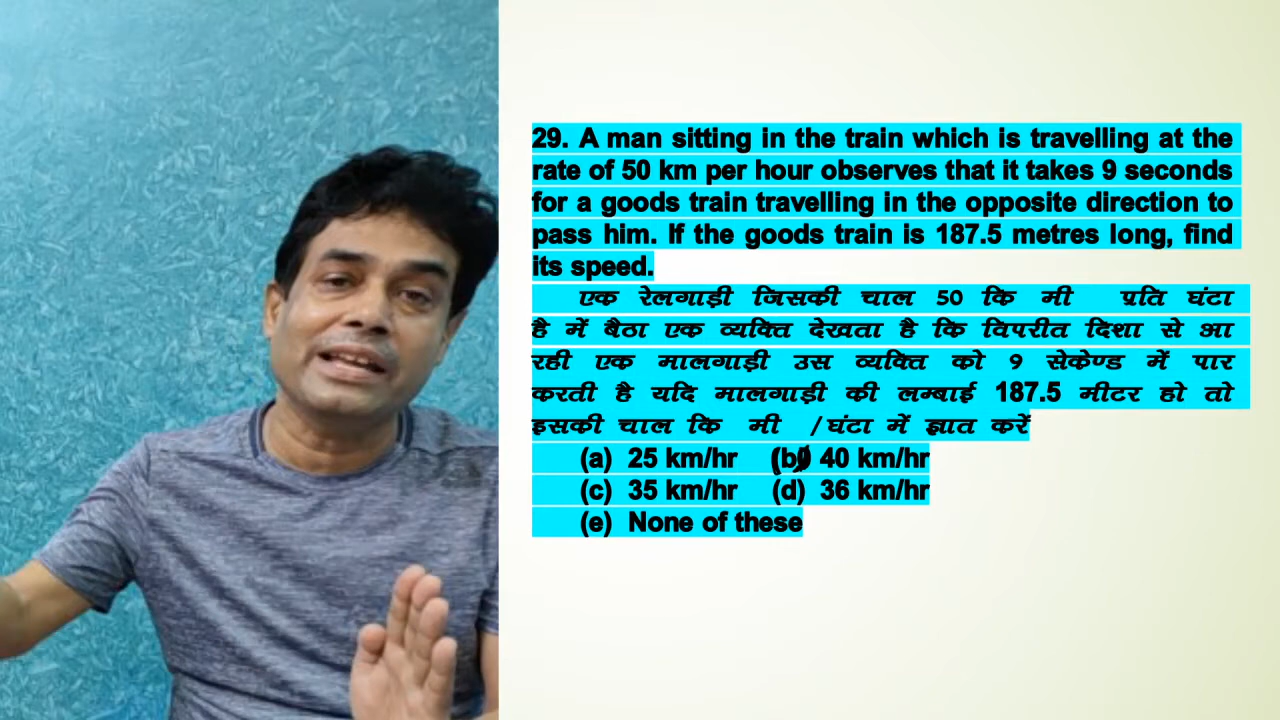 29. A man sitting in the train which is travelling at the
rate of 50 km per hour observes that it takes 9 seconds
for a goods train travelling in the opposite direction to
pass him. If the goods train is 187.5 metres long, find
its speed.
एक रेलगाड़ी जिसकी चाल 50 कि मी प्रति घंटा
है में बैठा एक व्यक्ति देखता है कि विपरीत दिशा से आ
रही एक मालगाड़ी उस व्यक्ति को 9 सेकेण्ड में पार
करती है यदि मालगाड़ी की लम्बाई 187.5 मीटर हो तो
इसकी चाल कि मी /घंटा में ज्ञात करें
(a) 25 km/hr (b) 40 km/hr
(c) 35 km/hr (d) 36 km/hr
(e) None of these